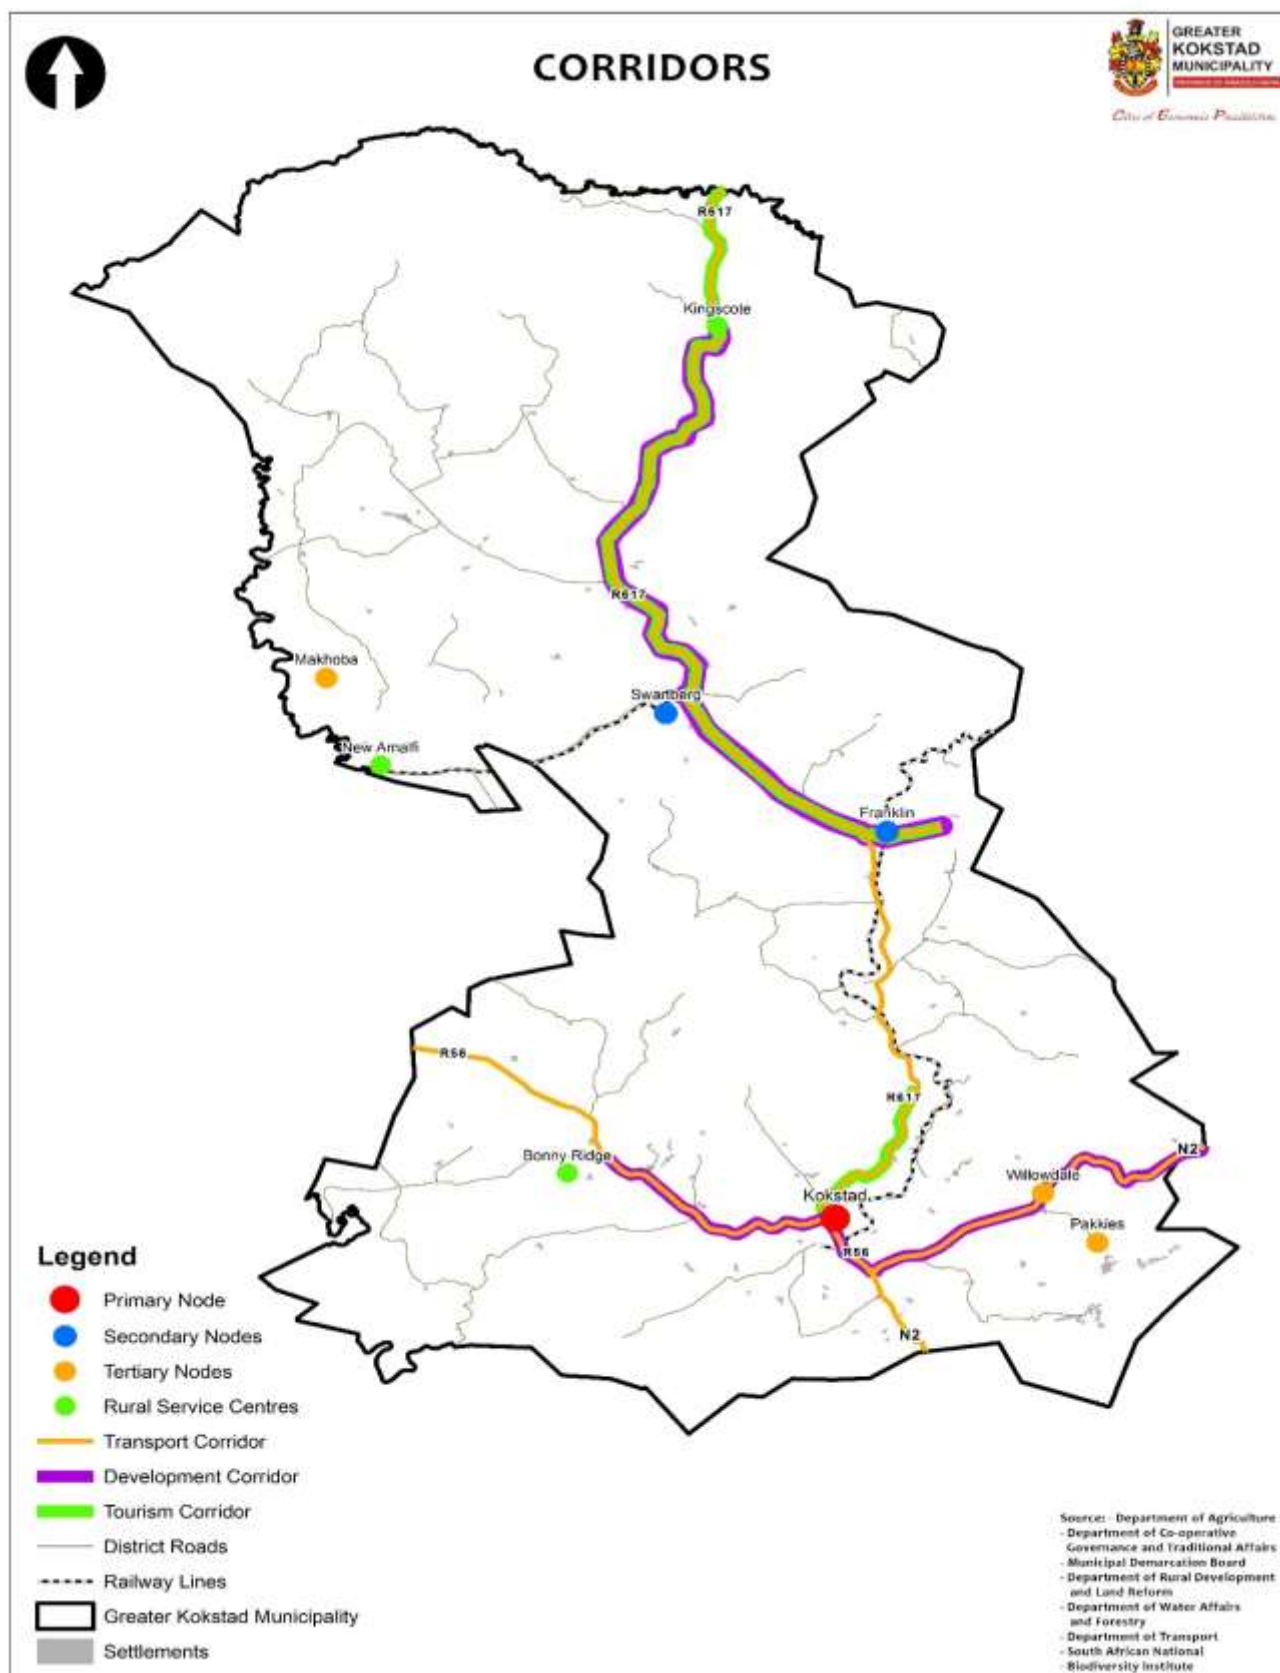 CORRIDORS
GREATER
KOKSTAD
MUNICIPALITY
R617
Kingscote
R617
Makhoba
Swartberg
New Amalfi
Franklin
R56
R617
Bonny Ridge
N2
Willowdale
Kokstad
Pakkies
R56
N2
Legend
Primary Node
Secondary Nodes
Tertiary Nodes
Rural Service Centres
Transport Corridor
Development Corridor
Tourism Corridor
District Roads
Railway Lines
Greater Kokstad Municipality
Settlements
Source: - Department of Agriculture
- Department of Co-operative
Governance and Traditional Affairs
- Municipal Demarcation Board
- Department of Rural Development
and Land Reform
- Department of Water Affairs
and Forestry
- Department of Transport
- South African National
- Biodiversity Institute